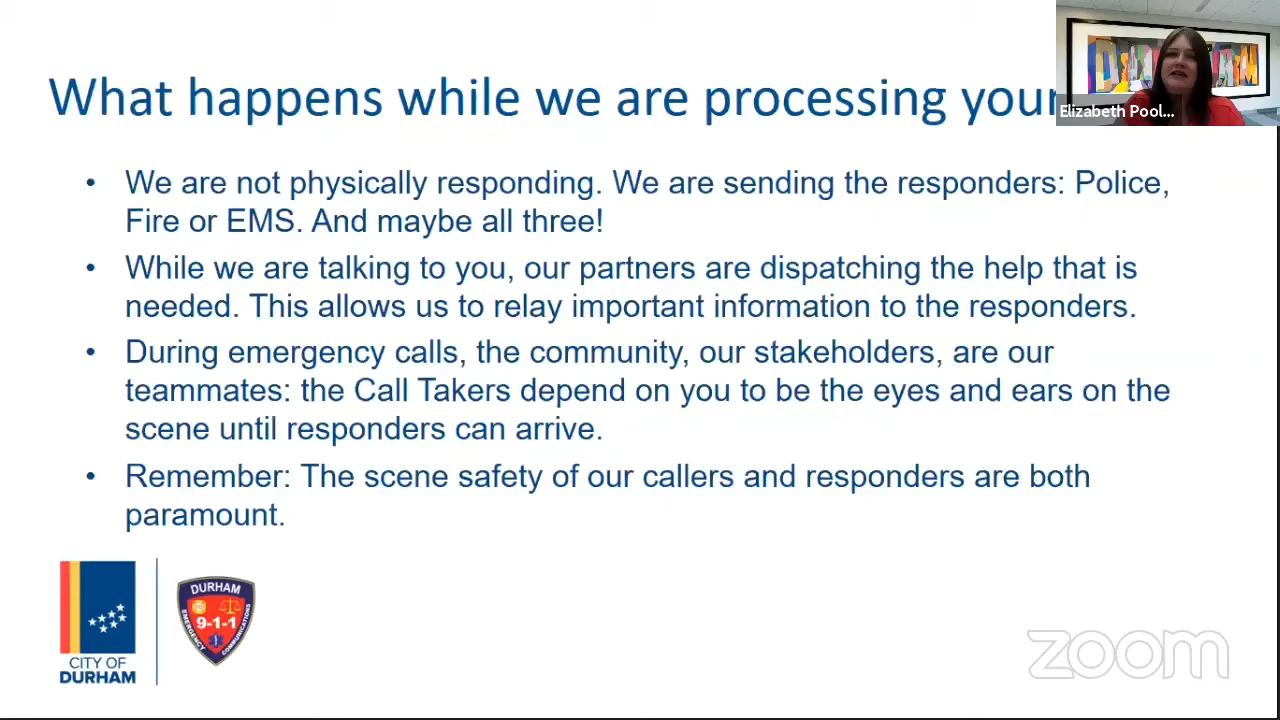 What happens while we are processing your
Elizabeth Pool...
• We are not physically responding. We are sending the responders: Police,
Fire or EMS. And maybe all three!
• While we are talking to you, our partners are dispatching the help that is
needed. This allows us to relay important information to the responders.
• During emergency calls, the community, our stakeholders, are our
teammates: the Call Takers depend on you to be the eyes and ears on the
scene until responders can arrive.
• Remember: The scene safety of our callers and responders are both
paramount.
CITY OF
DURHAM
DURHAM
9-1-1
EMERGENCY
COMMUNICATIONS
zoom